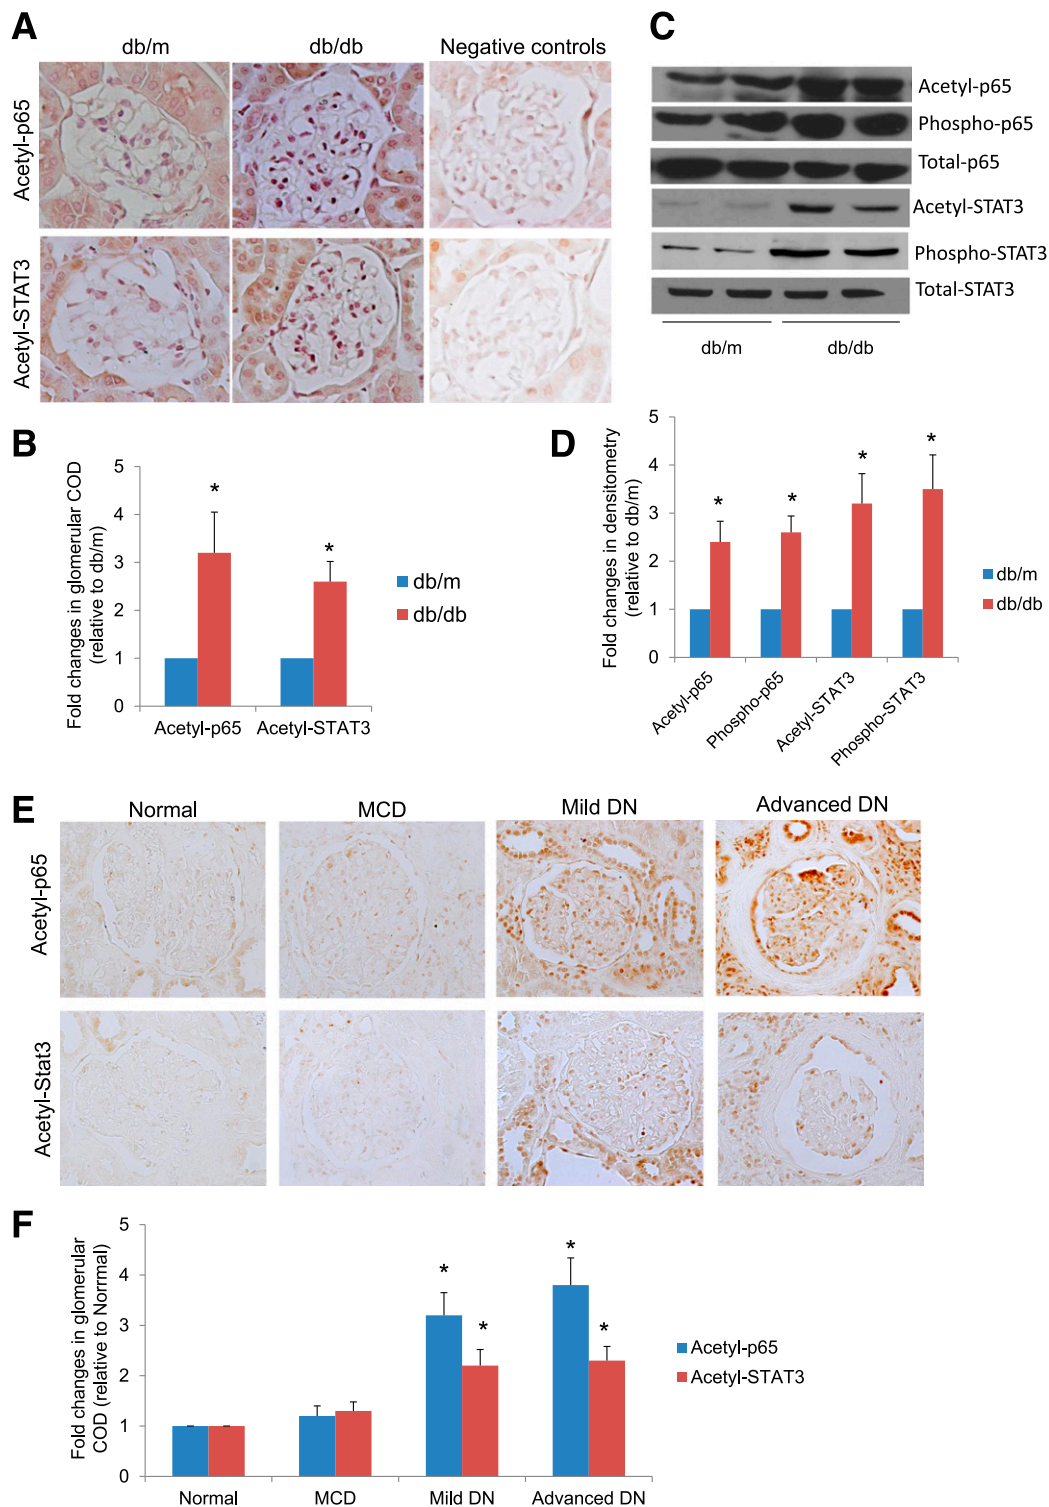 A
db/m
db/db
Negative controls
Acetyl-p65
Acetyl-STAT3
B
Fold changes in glomerular COD
(relative to db/m)
5
4
3
2
1
0
*
*
Acetyl-p65
Acetyl-STAT3
db/m
db/db
C
Acetyl-p65
Phospho-p65
Total-p65
Acetyl-STAT3
Phospho-STAT3
Total-STAT3
db/m
db/db
D
Fold changes in densitometry
(relative to db/m)
5
4
3
2
1
0
*
*
*
*
Acetyl-p65
Phospho-p65
Acetyl-STAT3
Phospho-STAT3
db/m
db/db
E
Normal
MCD
Mild DN
Advanced DN
Acetyl-p65
Acetyl-Stat3
F
Fold changes in glomerular
COD (relative to Norrmal)
5
4
3
2
1
0
*
*
*
*
Normal
MCD
Mild DN
Advanced DN
Acetyl-p65
Acetyl-STAT3